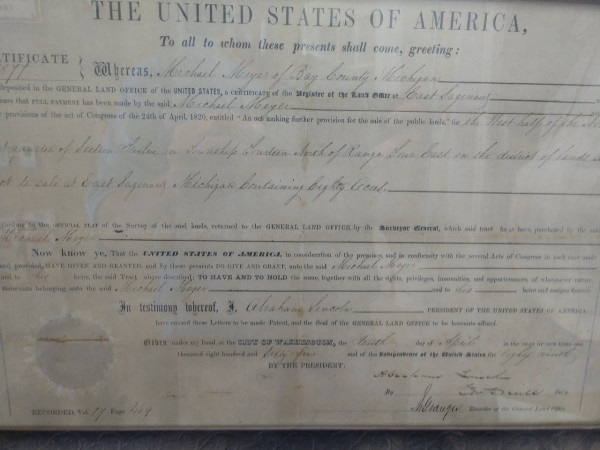 THE UNITED STATES OF AMERICA,
To all to whom these presents shall come, greeting:
TIFICATE
Whereas, Michael Meyer of Bay County Michigan
deposited in the GENERAL LAND OFFICE of the UNITED STATES, a CERTIFICATE of the Register of the Land Office at East Saginaw
ears that FULL PAYMENT has been made by the said Michael Meyer
provisions of the act of Congress of the 24th of April, 1820, entitled "An act making further provision for the sale of the public lands," for the West half of the
quarter of Section in Township Fourteen North of Range Four East in the district of lands
to sale at East Saginaw Michigan Containing Eighty Acres
ording to the OFFICIAL PLAT of the Survey of the said lands, returned to the GENERAL LAND OFFICE by the Surveyor General, which said tract has been purchased by the said
Michael Meyer
Now know ye, That the UNITED STATES OF AMERICA, in consideration of the premises, and in conformity with the several Acts of Congress in such case made
and provided, HAVE GIVEN AND GRANTED, and by these presents DO GIVE AND GRANT, unto the said Michael Meyer
and to his heirs, the said Tract above described; TO HAVE AND TO HOLD the same, together with all the rights, privileges, immunities, and appurtenances of whatsoever nature,
thereunto belonging, unto the said Michael Meyer and to his heirs and assigns forever.
In testimony whereof, I, Abraham Lincoln PRESIDENT OF THE UNITED STATES OF AMERICA,
have caused these Letters to be made Patent, and the Seal of the GENERAL LAND OFFICE to be hereunto affixed.
Given under my hand, at the CITY OF WASHINGTON, the tenth day of April in the year of our Lord one
thousand eight hundred and Sixty five and of the Independence of the United States the eighty ninth
BY THE PRESIDENT: Abraham Lincoln
By Sec'y
RECORDED, Vol. 17 Page 249 Granger Recorder of the General Land Office